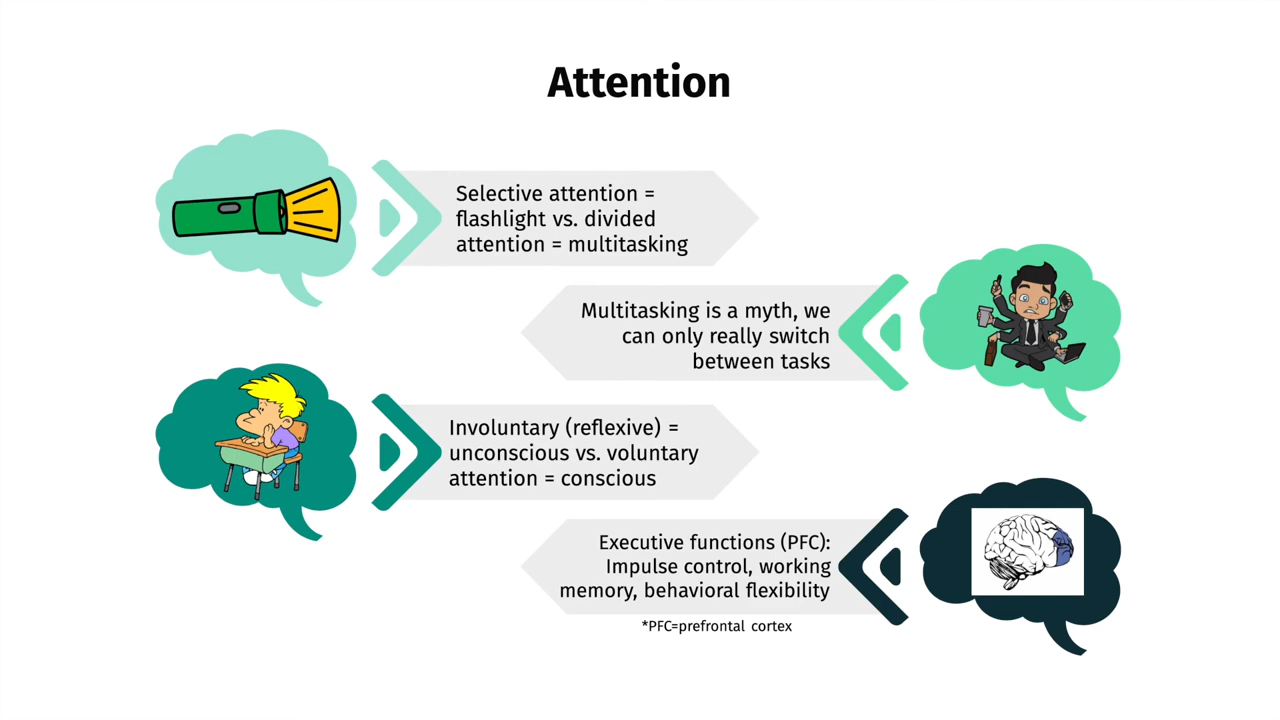 Attention
Selective attention =
flashlight vs. divided
attention = multitasking
Multitasking is a myth, we
can only really switch
between tasks
Involuntary (reflexive) =
unconscious vs. voluntary
attention = conscious
Executive functions (PFC):
Impulse control, working
memory, behavioral flexibility
*PFC=prefrontal cortex